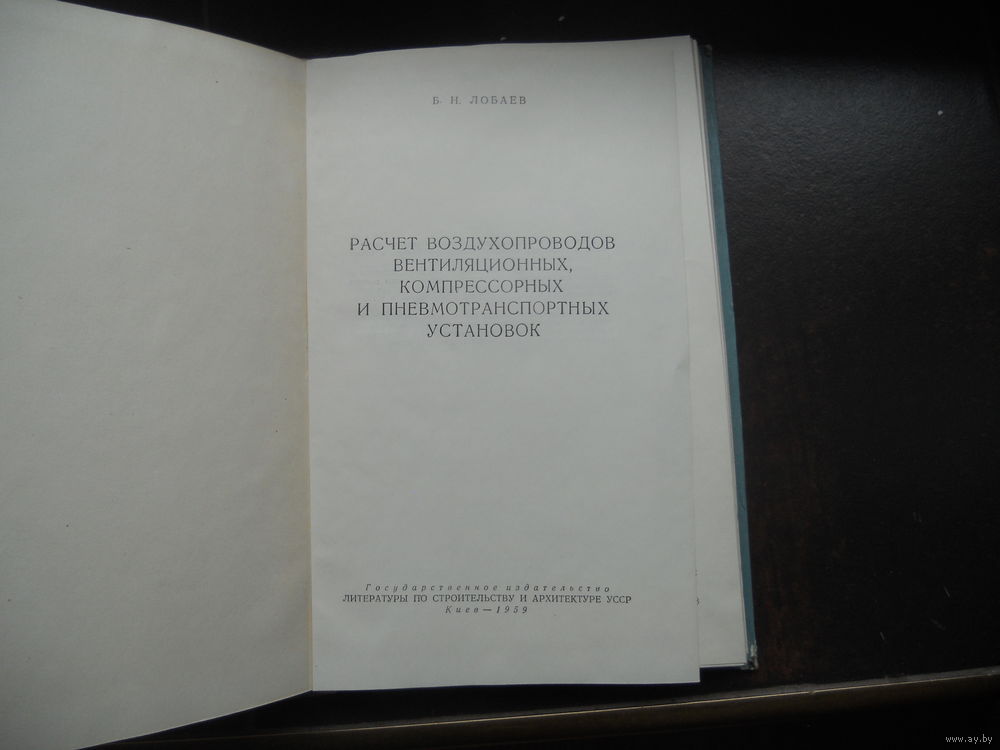 Б. Н. ЛОБАЕВ
РАСЧЕТ ВОЗДУХОПРОВОДОВ
ВЕНТИЛЯЦИОННЫХ,
КОМПРЕССОРНЫХ
И ПНЕВМОТРАНСПОРТНЫХ
УСТАНОВОК
Государственное издательство
ЛИТЕРАТУРЫ ПО СТРОИТЕЛЬСТВУ И АРХИТЕКТУРЕ УССР
Киев — 1959
www.ay.by